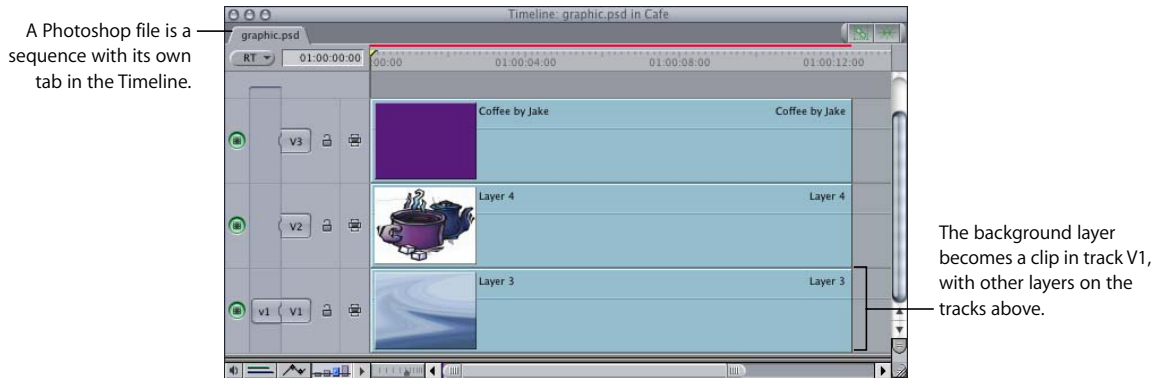 Timeline: graphic.psd in Cafe
A Photoshop file is a
sequence with its own
tab in the Timeline.
graphic.psd
RT
01:00:00:00
00:00
01:00:04:00
01:00:08:00
01:00:12:00
V3
Coffee by Jake
Coffee by Jake
V2
Layer 4
Layer 4
v1
V1
Layer 3
Layer 3
The background layer
becomes a clip in track V1,
with other layers on the
tracks above.